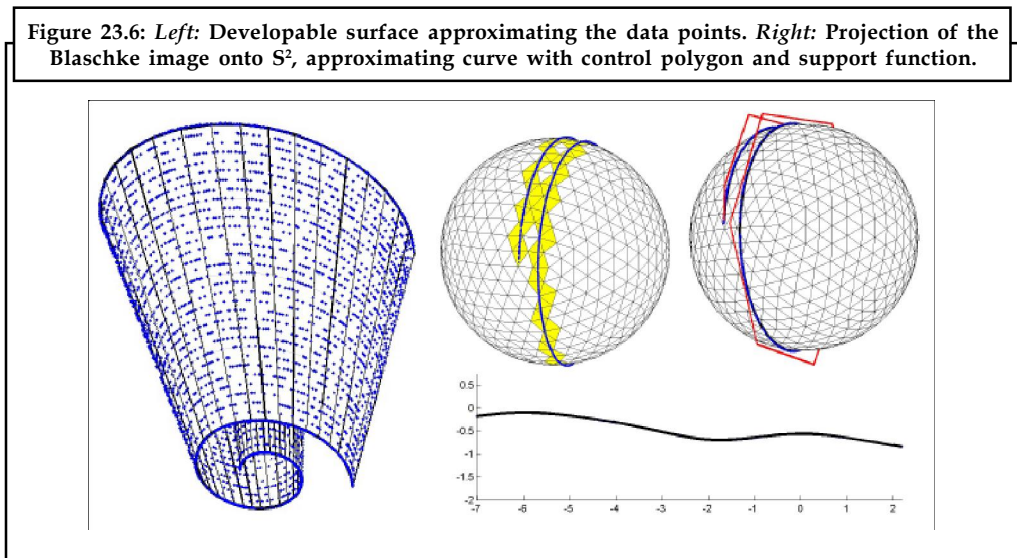 Figure 23.6: Left: Developable surface approximating the data points. Right: Projection of the
Blaschke image onto S², approximating curve with control polygon and support function.
0.5
0
-0.5
-1
-1.5
-2
-7 -6 -5 -4 -3 -2 -1 0 1 2